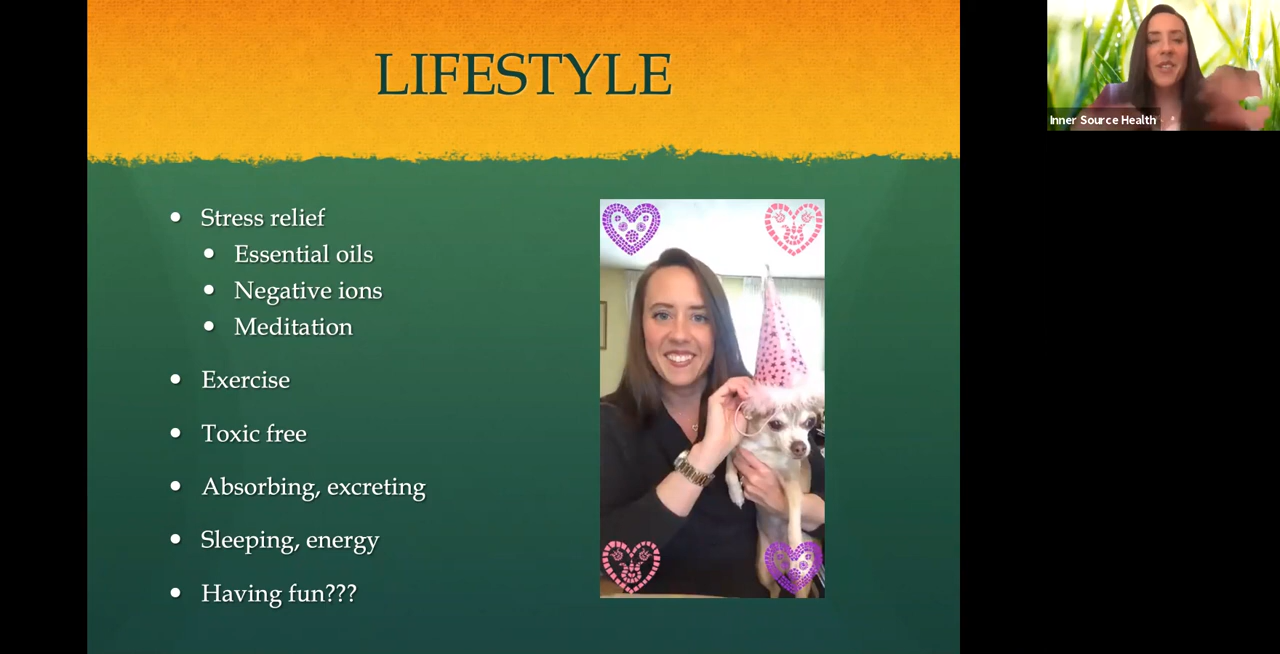 LIFESTYLE
Stress relief
Essential oils
Negative ions
Meditation
Exercise
Toxic free
Absorbing, excreting
Sleeping, energy
Having fun???
Inner Source Health